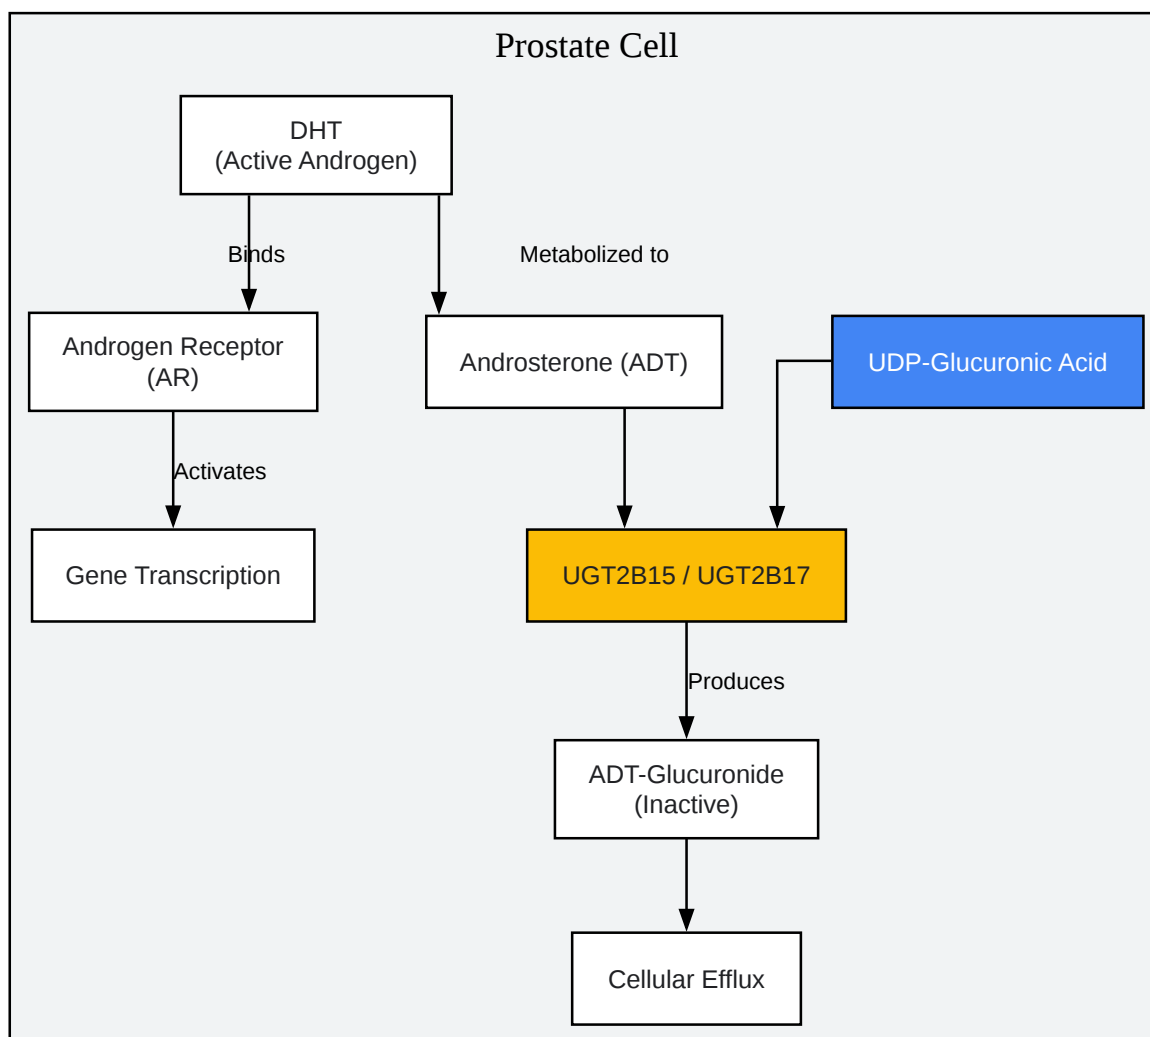 Prostate Cell
DHT
(Active Androgen)
Binds
Metabolized to
Androgen Receptor
(AR)
Androsterone (ADT)
UDP-Glucuronic Acid
Activates
Gene Transcription
UGT2B15 / UGT2B17
Produces
ADT-Glucuronide
(Inactive)
Cellular Efflux